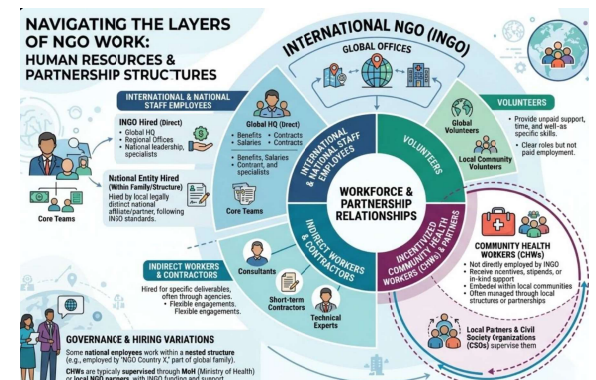 NAVIGATING THE LAYERS
OF NGO WORK:
HUMAN RESOURCES &
PARTNERSHIP STRUCTURES
INTERNATIONAL NGO (INGO)
GLOBAL OFFICES
INTERNATIONAL & NATIONAL
STAFF EMPLOYEES
INGO Hired (Direct)
• Global HQ
• Regional Offices
• National leadership,
specialists
National Entity Hired
(Within Family/Structure)
Hied by local legally
distinct national
affiliate/partner, following
INGO standards.
Core Teams
Global HQ (Direct)
• Benefits • Contracts
• Salaries • Contracts
• Benefits, Salaries
• Contract, and
specialists
Core Teams
INTERNATIONAL
& NATIONAL STAFF
EMPLOYEES
VOLUNTEERS
WORKFORCE &
PARTNERSHIP
RELATIONSHIPS
INDIRECT WORKERS
& CONTRACTORS
INCENTIVIZED
COMMUNITY HEALTH
WORKERS (CHWs) & PARTNERS
Global
Volunteers
Local Community
Volunteers
VOLUNTEERS
• Provide unpaid support,
time, and well-as
specific skills.
• Clear roles but not
paid employment.
COMMUNITY HEALTH
WORKERS (CHWs)
• Not directly employed by INGO
• Receive ncentives, stipends, or
in-kind support
• Embedeν within local communities
• Often managed through local
structures or partnerships
Local Partners & Civil
Society Organizations
(CSOs) supervise them
INDIRECT WORKERS
& CONTRACTORS
Hired for specific deliverables,
often through agencies.
• Flexible engagements.
Flexible engagements.
Consultants
Short-term
Contractors
Technical
Experts
GOVERNANCE & HIRING VARIATIONS
Some national employees work within a nested structure
(e.g., employed by "NGO Country X," part of global family).
CHWs are typically supervised through MoH (Ministry of Health)
or local NGO partners, with INGO funding and support